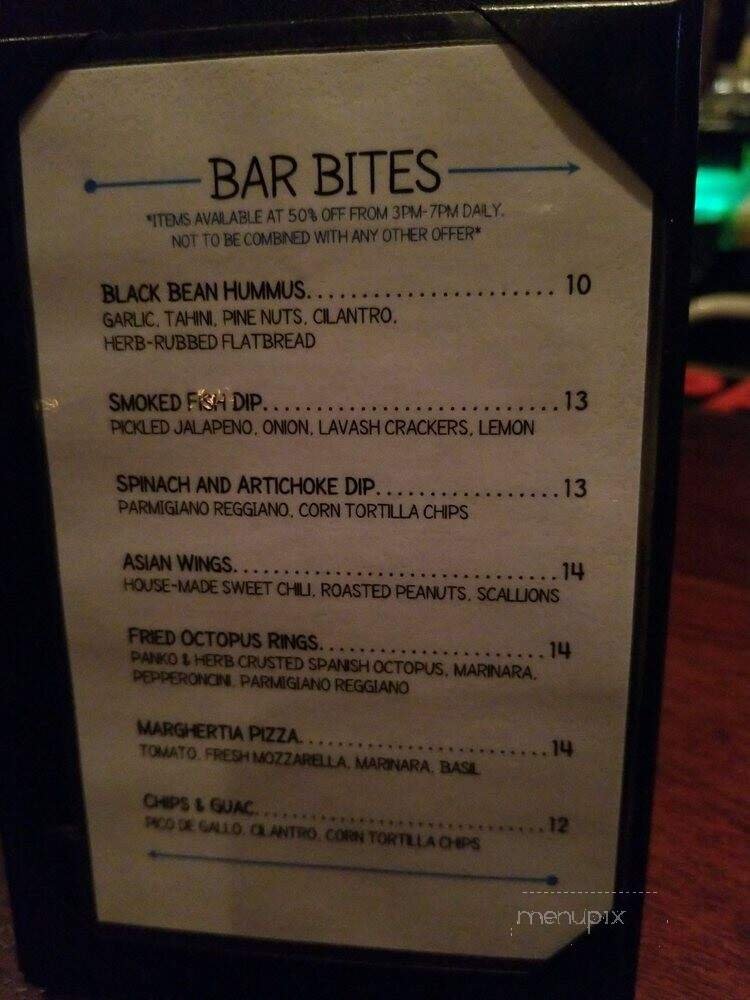 BAR BITES
*ITEMS AVAILABLE AT 50% OFF FROM 3PM-7PM DAILY.
NOT TO BE COMBINED WITH ANY OTHER OFFER*
BLACK BEAN HUMMUS...................... 10
GARLIC, TAHINI, PINE NUTS, CILANTRO,
HERB-RUBBED FLATBREAD
SMOKED FISH DIP............................13
PICKLED JALAPENO, ONION, LAVASH CRACKERS, LEMON
SPINACH AND ARTICHOKE DIP.................13
PARMIGIANO REGGIANO, CORN TORTILLA CHIPS
ASIAN WINGS...............................14
HOUSE-MADE SWEET CHILI, ROASTED PEANUTS, SCALLIONS
FRIED OCTOPUS RINGS......................14
PANKO & HERB CRUSTED SPANISH OCTOPUS, MARINARA,
PEPPERONCINI, PARMIGIANO REGGIANO
MARGHERTIA PIZZA........................14
TOMATO, FRESH MOZZARELLA, MARINARA, BASIL
CHIPS & GUAC............................12
PICO DE GALLO, CILANTRO, CORN TORTILLA CHIPS
menupix